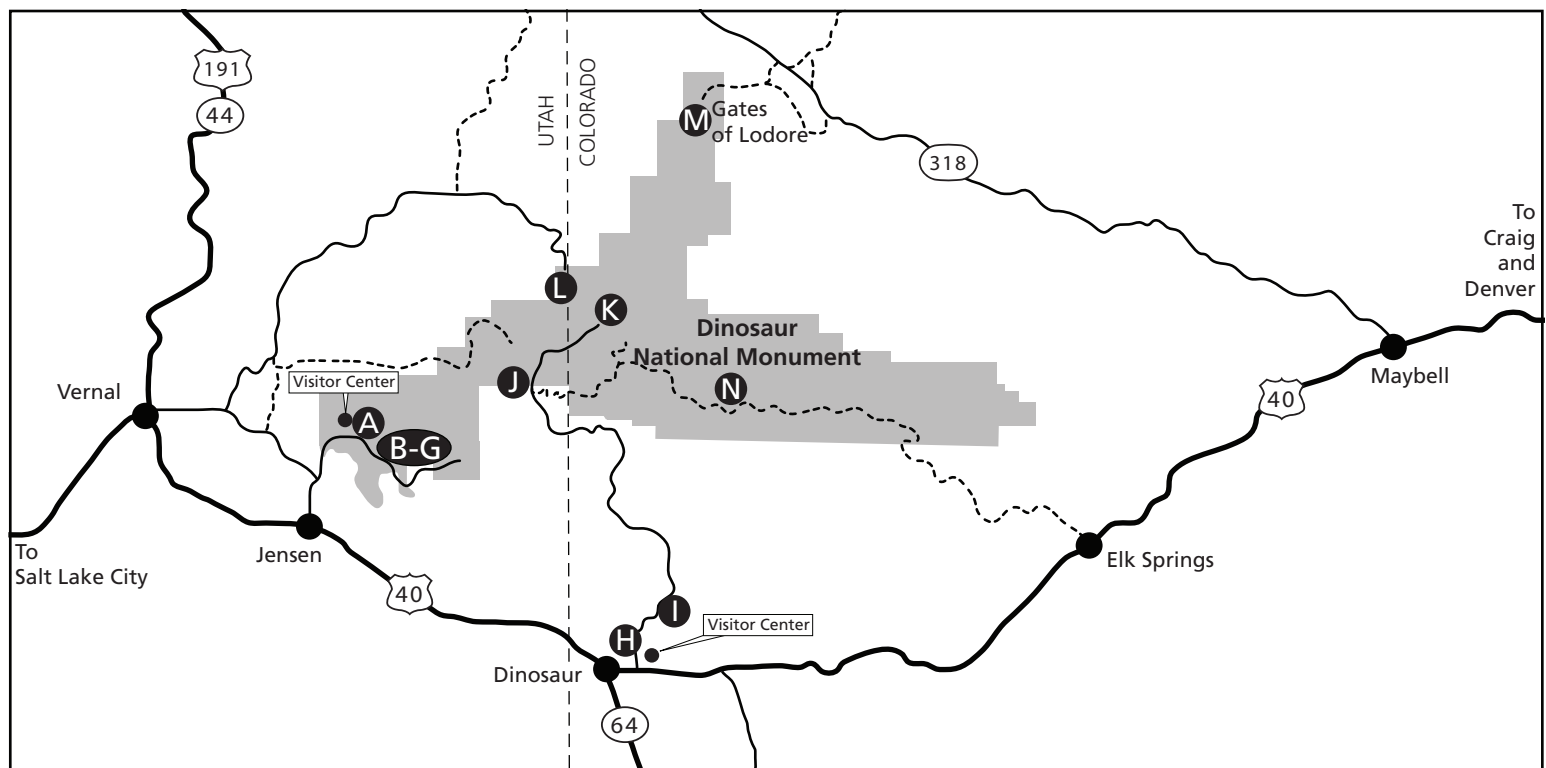 191
44
UTAH
COLORADO
M
Gates
of Lodore
318
To
Craig
and
Denver
L
K
Dinosaur
National Monument
Visitor Center
J
N
Vernal
Maybell
A
B-G
40
Jensen
To
Salt Lake City
Elk Springs
40
I
H
Visitor Center
Dinosaur
64